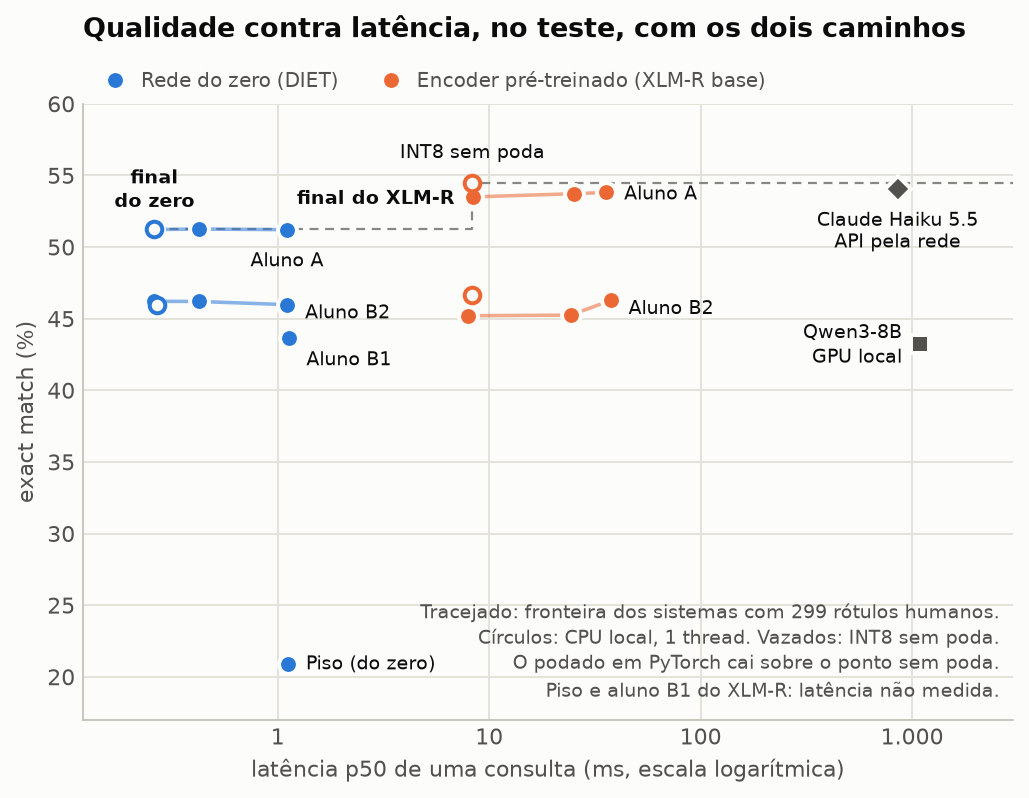 Qualidade contra latência, no teste, com os dois caminhos
Rede do zero (DIET)
Encoder pré-treinado (XLM-R base)
60
55
50
45
40
35
30
25
20
exact match (%)
INT8 sem poda
final
do zero
final do XLM-R
Aluno A
Aluno A
Claude Haiku 5.5
API pela rede
Aluno B2
Aluno B2
Aluno B1
Qwen3-8B
GPU local
Tracejado: fronteira dos sistemas com 299 rótulos humanos.
Círculos: CPU local, 1 thread. Vazados: INT8 sem poda.
O podado em PyTorch cai sobre o ponto sem poda.
Piso e aluno B1 do XLM-R: latência não medida.
Piso (do zero)
1
10
100
1.000
latência p50 de uma consulta (ms, escala logarítmica)